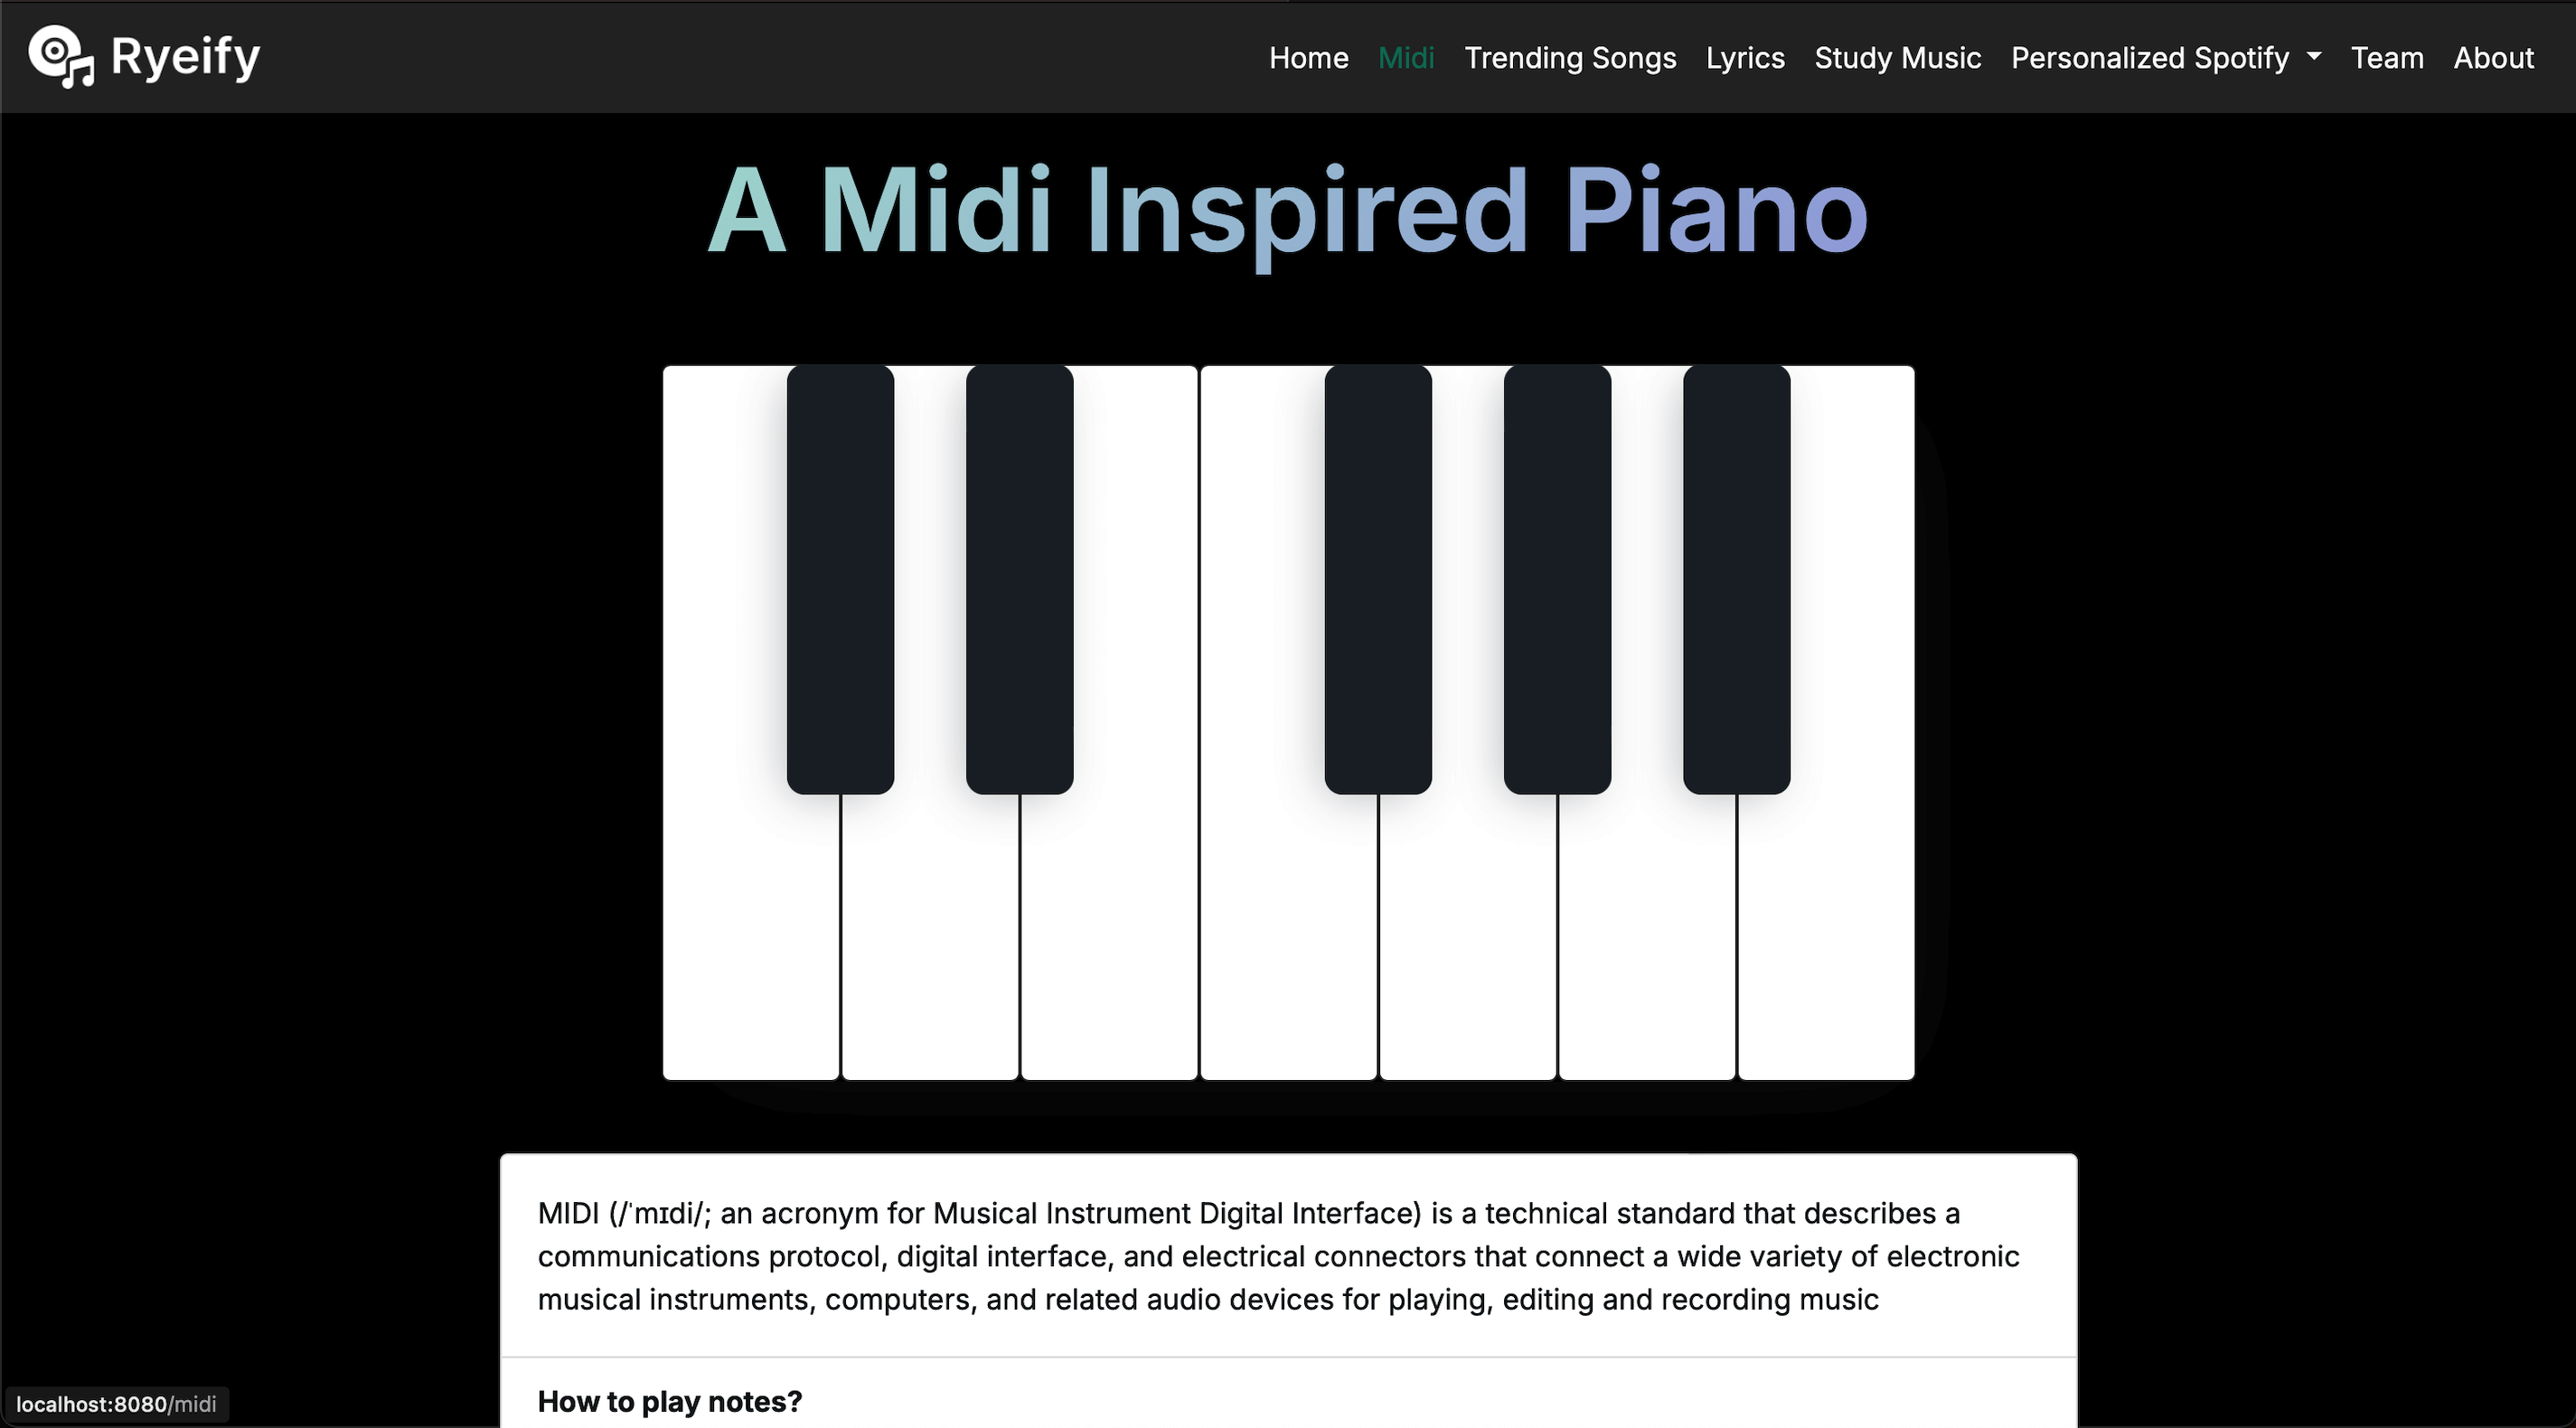 Ryeify
Home Midi Trending Songs Lyrics Study Music Personalized Spotify Team About
A Midi Inspired Piano
MIDI (/ˈmɪdi/; an acronym for Musical Instrument Digital Interface) is a technical standard that describes a
communications protocol, digital interface, and electrical connectors that connect a wide variety of electronic
musical instruments, computers, and related audio devices for playing, editing and recording music
How to play notes?
localhost:8080/midi